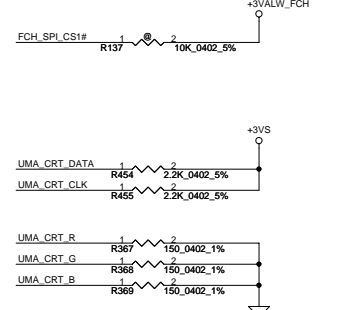 +3VALW_FCH
FCH_SPI_CS1# 1 @ 2
R137 10K_0402_5%
+3VS
UMA_CRT_DATA 1 2
R454 2.2K_0402_5%
UMA_CRT_CLK 1 2
R455 2.2K_0402_5%
UMA_CRT_R 1 2
R367 150_0402_1%
UMA_CRT_G 1 2
R368 150_0402_1%
UMA_CRT_B 1 2
R369 150_0402_1%